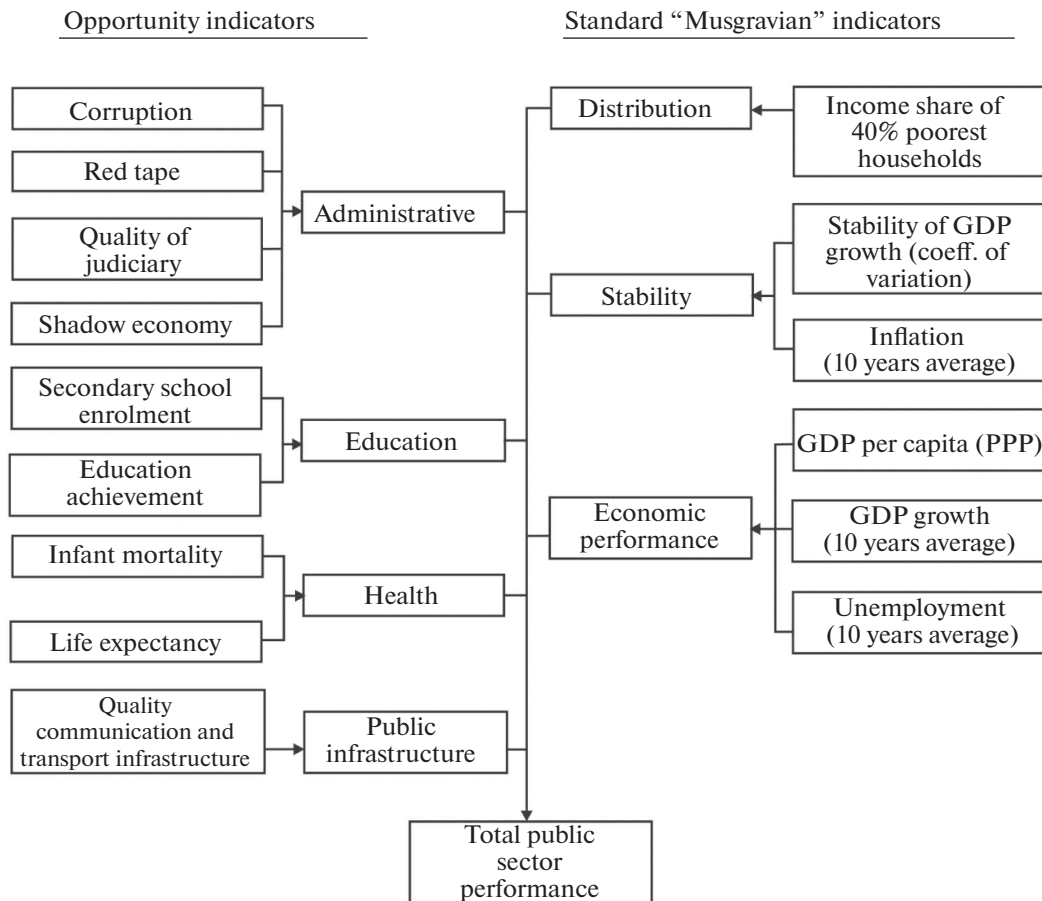 Opportunity indicators
Standard “Musgravian” indicators
Corruption
Red tape
Quality of
judiciary
Shadow economy
Administrative
Secondary school
enrolment
Education
achievement
Education
Infant mortality
Life expectancy
Health
Quality
communication and
transport infrastructure
Public
infrastructure
Distribution
Income share of
40% poorest
households
Stability
Stability of GDP
growth (coeff. of
variation)
Inflation
(10 years average)
Economic
performance
GDP per capita (PPP)
GDP growth
(10 years average)
Unemployment
(10 years average)
Total public
sector
performance